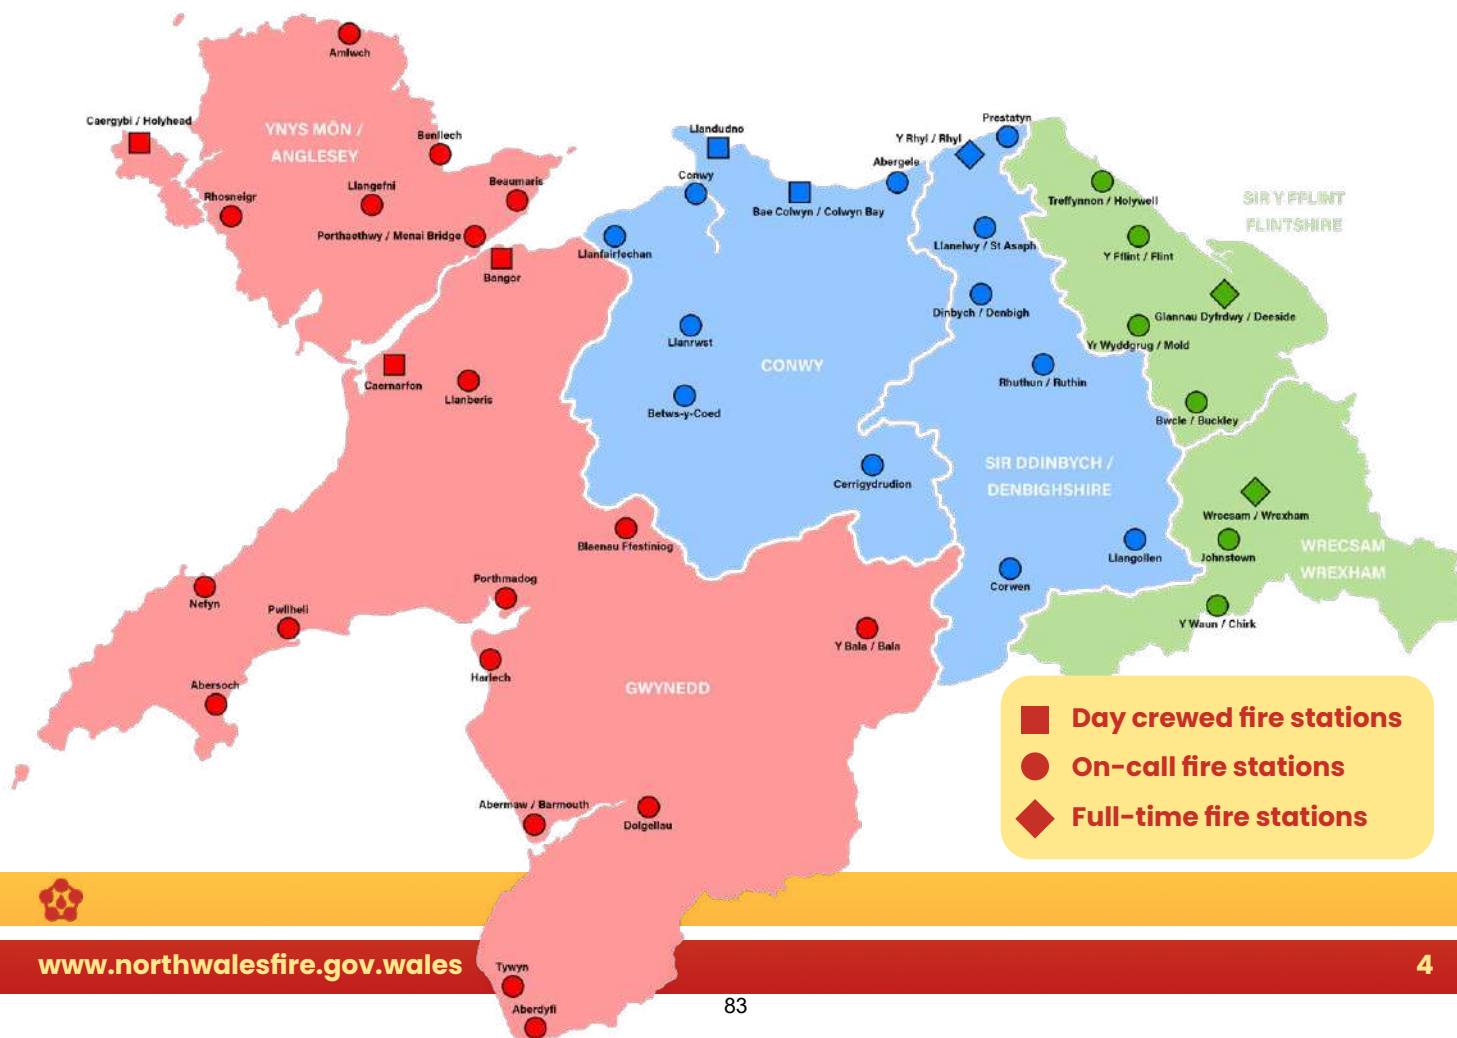 Amlwch
Caergybi / Holyhead
YNYS MÔN /
ANGLESEY
Benllech
Llangefni
Beaumaris
Rhosneigr
Porthaethwy / Menai Bridge
Bangor
Caernarfon
Llanberis
Llandudno
Conwy
Bae Colwyn / Colwyn Bay
Abergele
Llanfairfechan
Llanrwst
CONWY
Betws-y-Coed
Cerrigydrudion
Prestatyn
Y Rhyl / Rhyl
Llanelwy / St Asaph
Dinbych / Denbigh
Rhuthun / Ruthin
SIR DDINBYCH /
DENBIGHSHIRE
Llangollen
Corwen
Treffynnon / Holywell
SIR Y FFLINT
FLINTSHIRE
Y Fflint / Flint
Glannau Dyfrdwy / Deeside
Yr Wyddgrug / Mold
Bwcle / Buckley
Wrecsam / Wrexham
Johnstown
WRECSAM
WREXHAM
Y Waun / Chirk
Blaenau Ffestiniog
Porthmadog
Nefyn
Pwllheli
Y Bala / Bala
Harlech
Abersoch
GWYNEDD
Abermaw / Barmouth
Dolgellau
Day crewed fire stations
On-call fire stations
Full-time fire stations
www.northwalesfire.gov.wales
4
Tywyn
Aberdyfi
83